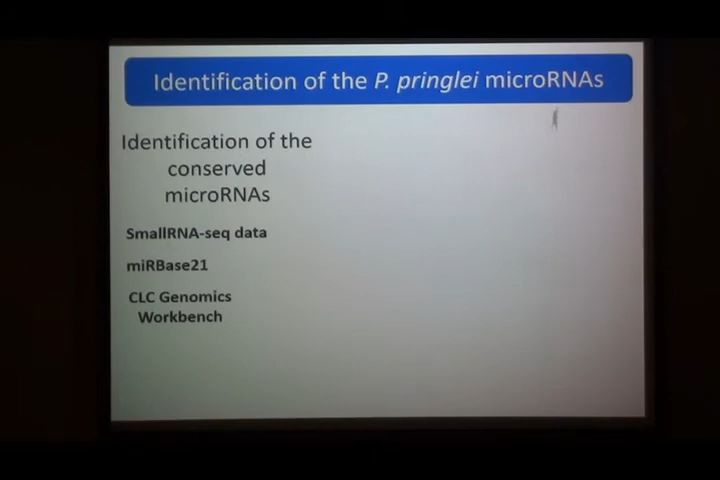 Identification of the P. pringlei microRNAs
Identification of the
conserved
microRNAs
SmallRNA-seq data
miRBase21
CLC Genomics
Workbench